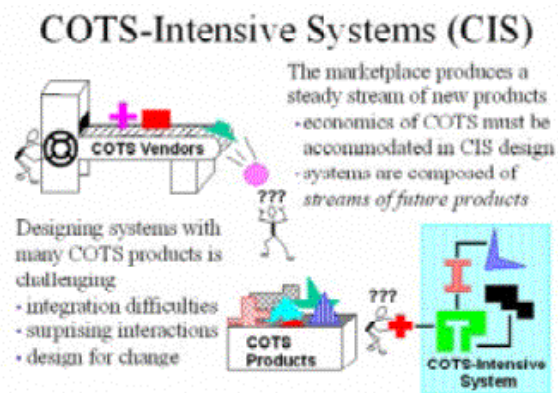 COTS-Intensive Systems (CIS)
The marketplace produces a
steady stream of new products
• economics of COTS must be
accommodated in CIS design
• systems are composed of
streams of future products
COTS Vendors
???
Designing systems with
many COTS products is
challenging
• integration difficulties
• surprising interactions
• design for change
COTS
Products
???
COTS-Intensive
System